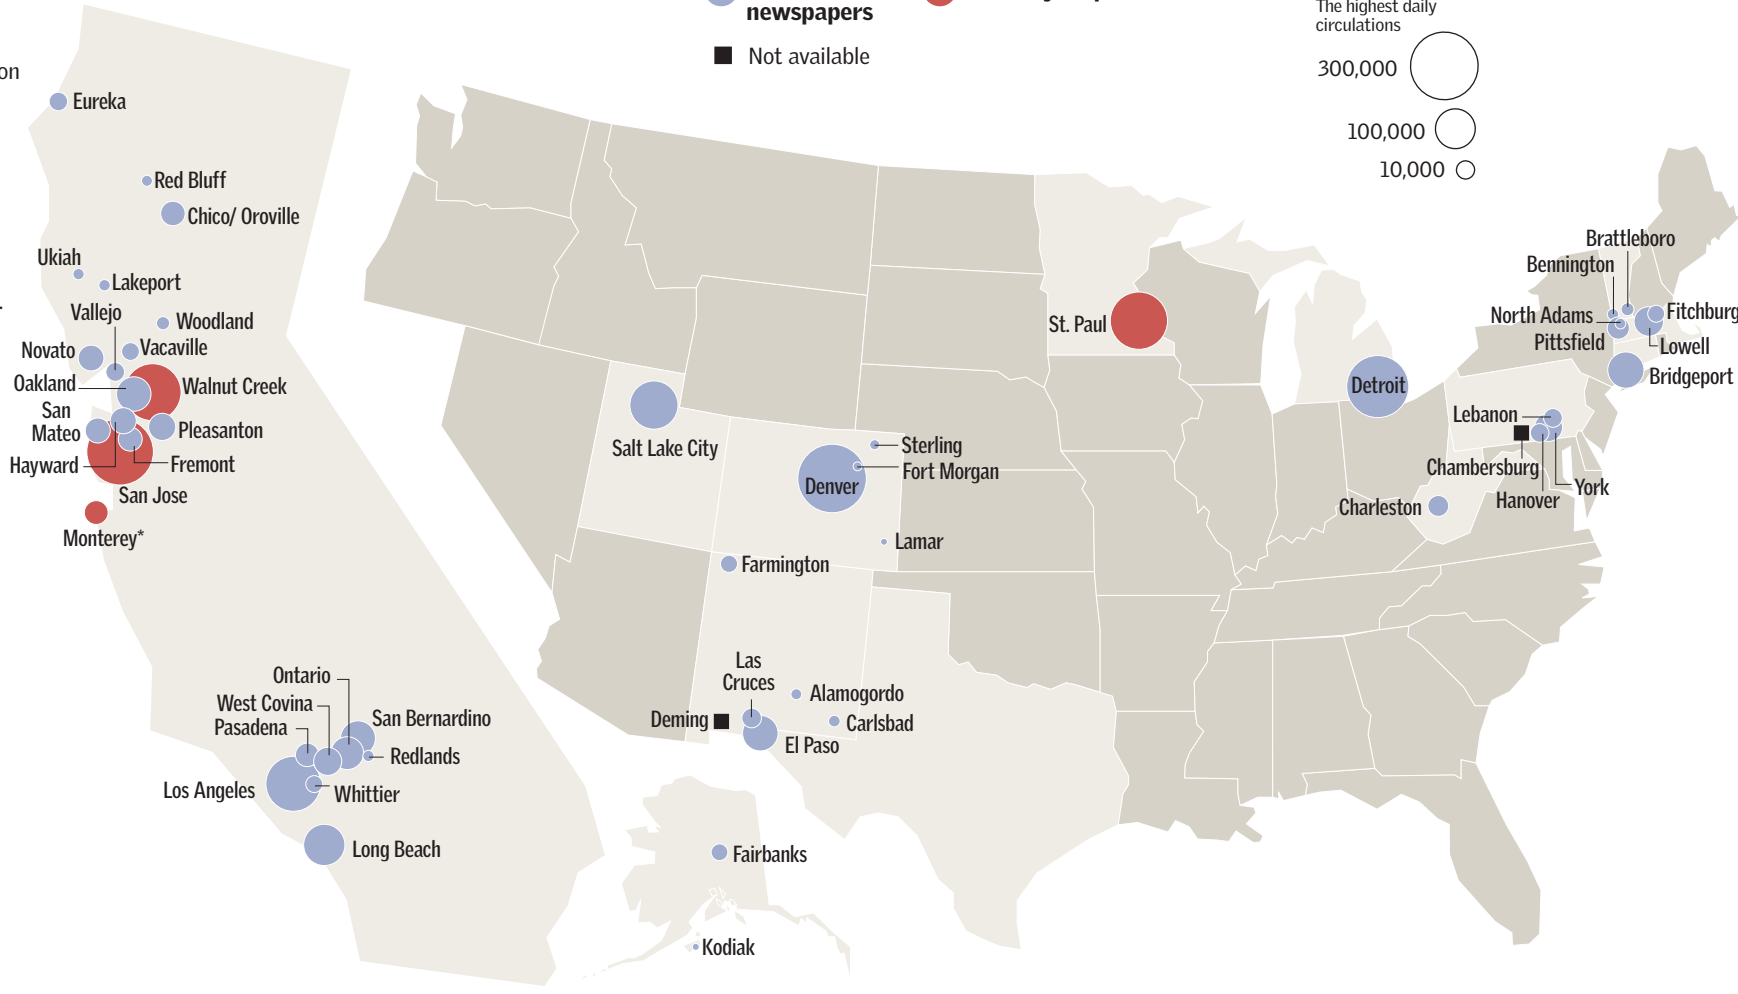 newspapers
Not available
The highest daily
circulations
300,000
100,000
10,000
on
Eureka
Red Bluff
Chico/ Oroville
Ukiah
Lakeport
Vallejo
Woodland
Novato
Vacaville
Oakland
Walnut Creek
San
Mateo
Pleasanton
Hayward
Fremont
San Jose
Monterey*
Ontario
West Covina
Pasadena
San Bernardino
Redlands
Los Angeles
Whittier
Long Beach
St. Paul
Detroit
Salt Lake City
Sterling
Fort Morgan
Denver
Lamar
Farmington
Las
Cruces
Alamogordo
Deming
Carlsbad
El Paso
Fairbanks
Kodiak
Brattleboro
Bennington
North Adams
Fitchburg
Pittsfield
Lowell
Bridgeport
Lebanon
Chambersburg
York
Hanover
Charleston